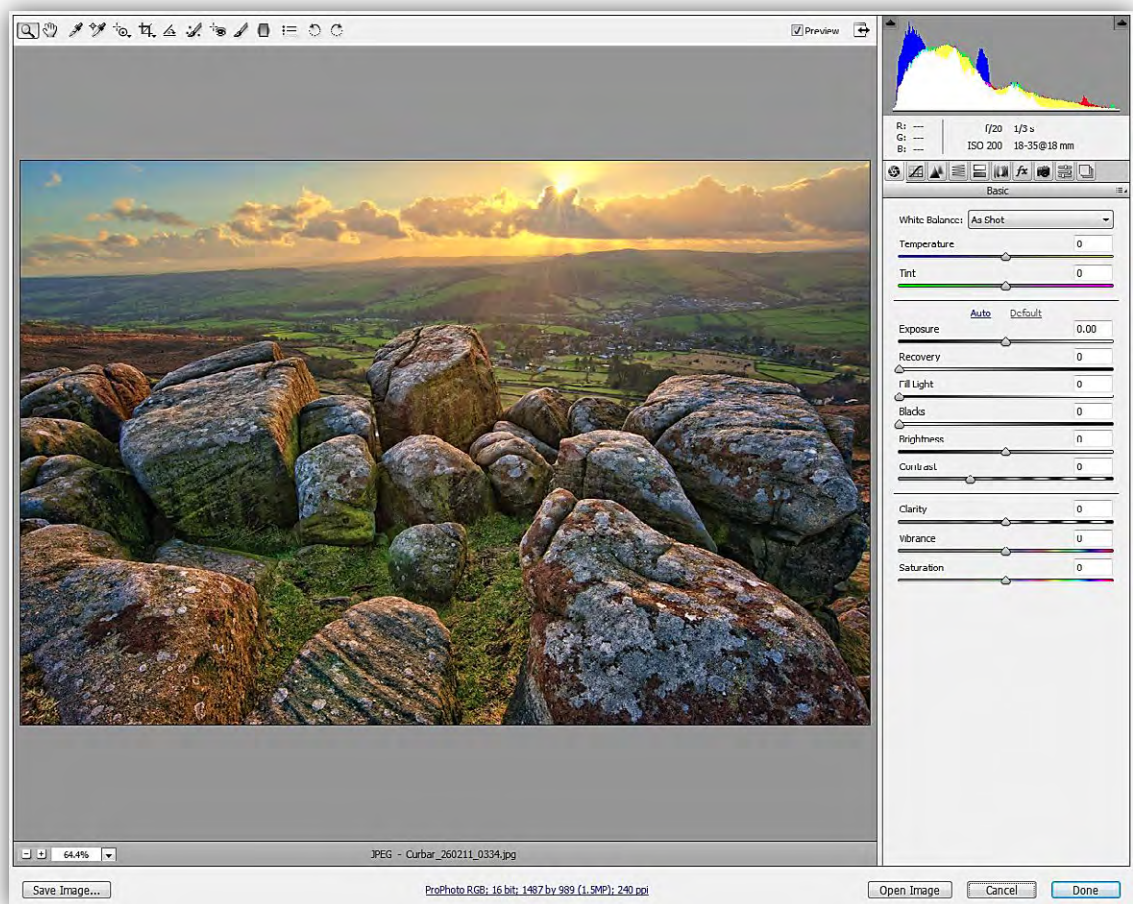 Preview
R: ---
G: ---
B: ---
f/20 1/3 s
ISO 200 18-35@18 mm
fx
Basic
White Balance: As Shot
Temperature 0
Tint 0
Auto Default
Exposure 0.00
Recovery 0
Fill Light 0
Blacks 0
Brightness 0
Contrast 0
Clarity 0
Vibrance 0
Saturation 0
64.4%
JPEG - Curbar_260211_0334.jpg
Save Image...
ProPhoto RGB; 16 bit; 1487 by 989 (1.5MP); 240 ppi
Open Image
Cancel
Done